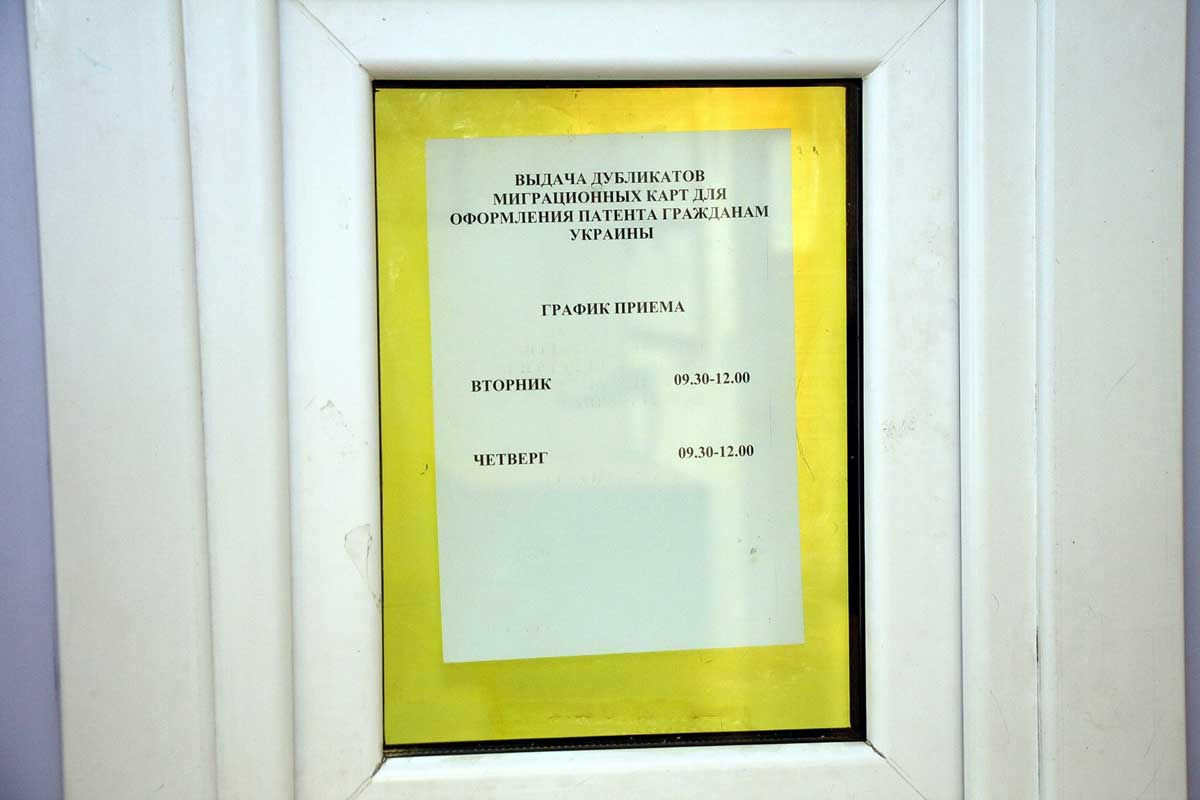 ВЫДАЧА ДУБЛИКАТОВ
МИГРАЦИОННЫХ КАРТ ДЛЯ
ОФОРМЛЕНИЯ ПАТЕНТА ГРАЖДАНАМ
УКРАИНЫ
ГРАФИК ПРИЕМА
ВТОРНИК 09.30-12.00
ЧЕТВЕРГ 09.30-12.00